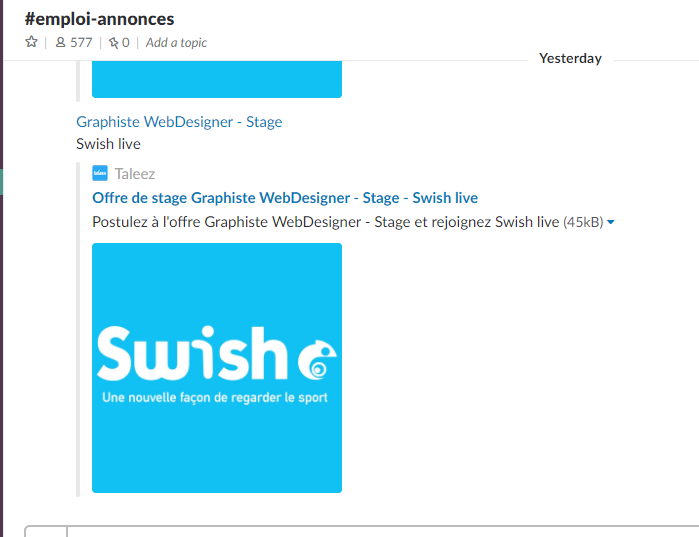 #emploi-annonces
577 | 0 | Add a topic
Yesterday
Graphiste WebDesigner - Stage
Swish live
taleez Taleez
Offre de stage Graphiste WebDesigner - Stage - Swish live
Postulez à l'offre Graphiste WebDesigner - Stage et rejoignez Swish live (45kB)
Swish
Une nouvelle façon de regarder le sport